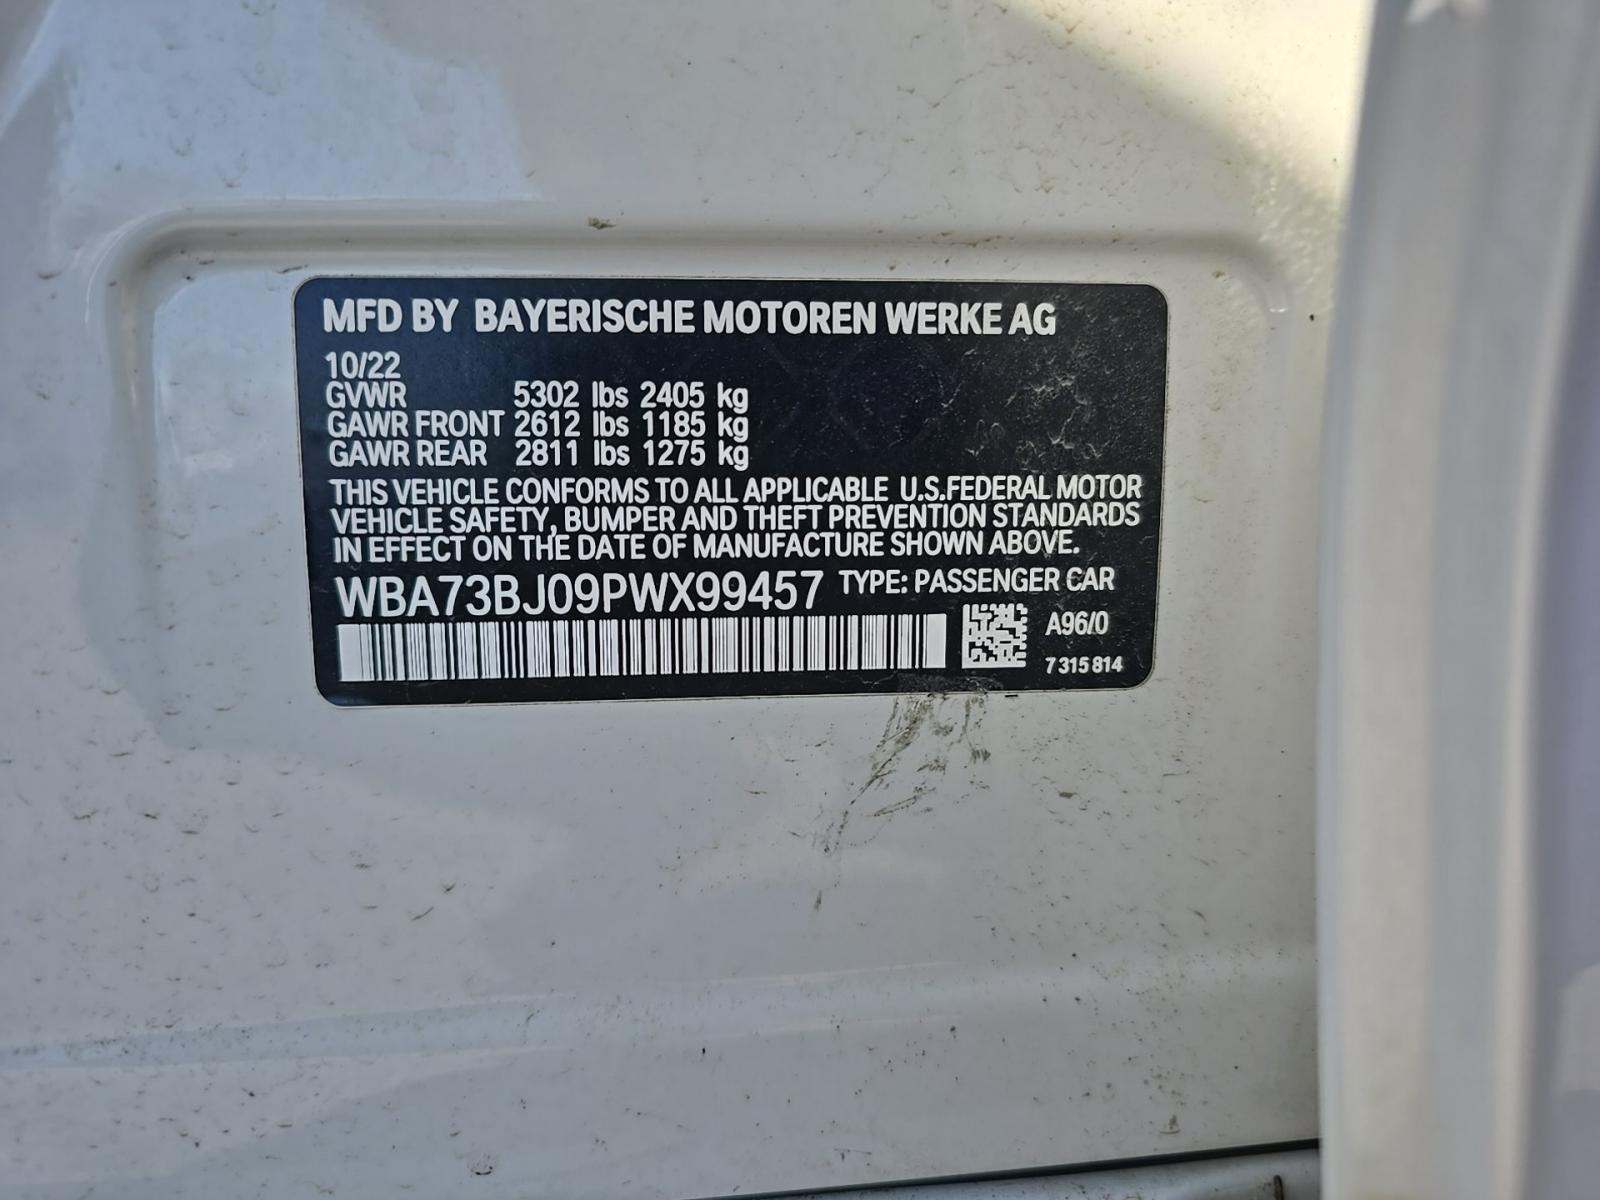 MFD BY BAYERISCHE MOTOREN WERKE AG
10/22
GVWR 5302 lbs 2405 kg
GAWR FRONT 2612 lbs 1185 kg
GAWR REAR 2811 lbs 1275 kg
THIS VEHICLE CONFORMS TO ALL APPLICABLE U.S.FEDERAL MOTOR
VEHICLE SAFETY, BUMPER AND THEFT PREVENTION STANDARDS
IN EFFECT ON THE DATE OF MANUFACTURE SHOWN ABOVE.
WBA73BJ09PWX99457 TYPE: PASSENGER CAR
A96/0
7 315 814